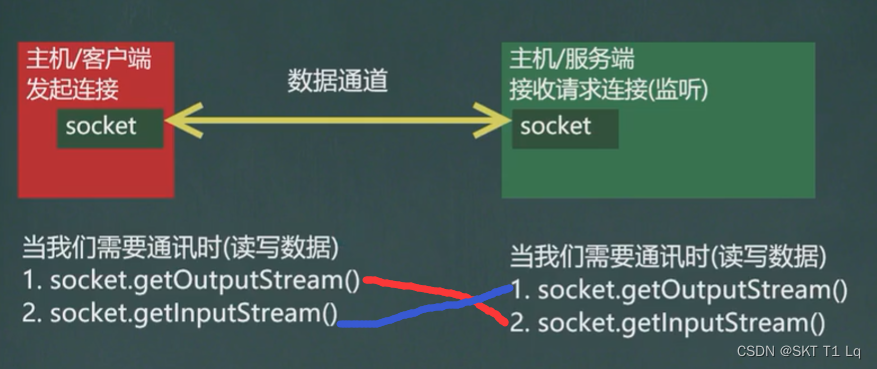 主机/客户端
发起连接
socket
数据通道
主机/服务端
接收请求连接(监听)
socket
当我们需要通讯时(读写数据)
1. socket.getOutputStream()
2. socket.getInputStream()
当我们需要通讯时(读写数据)
1. socket.getOutputStream()
2. socket.getInputStream()
CSDN @SKT T1 Lq